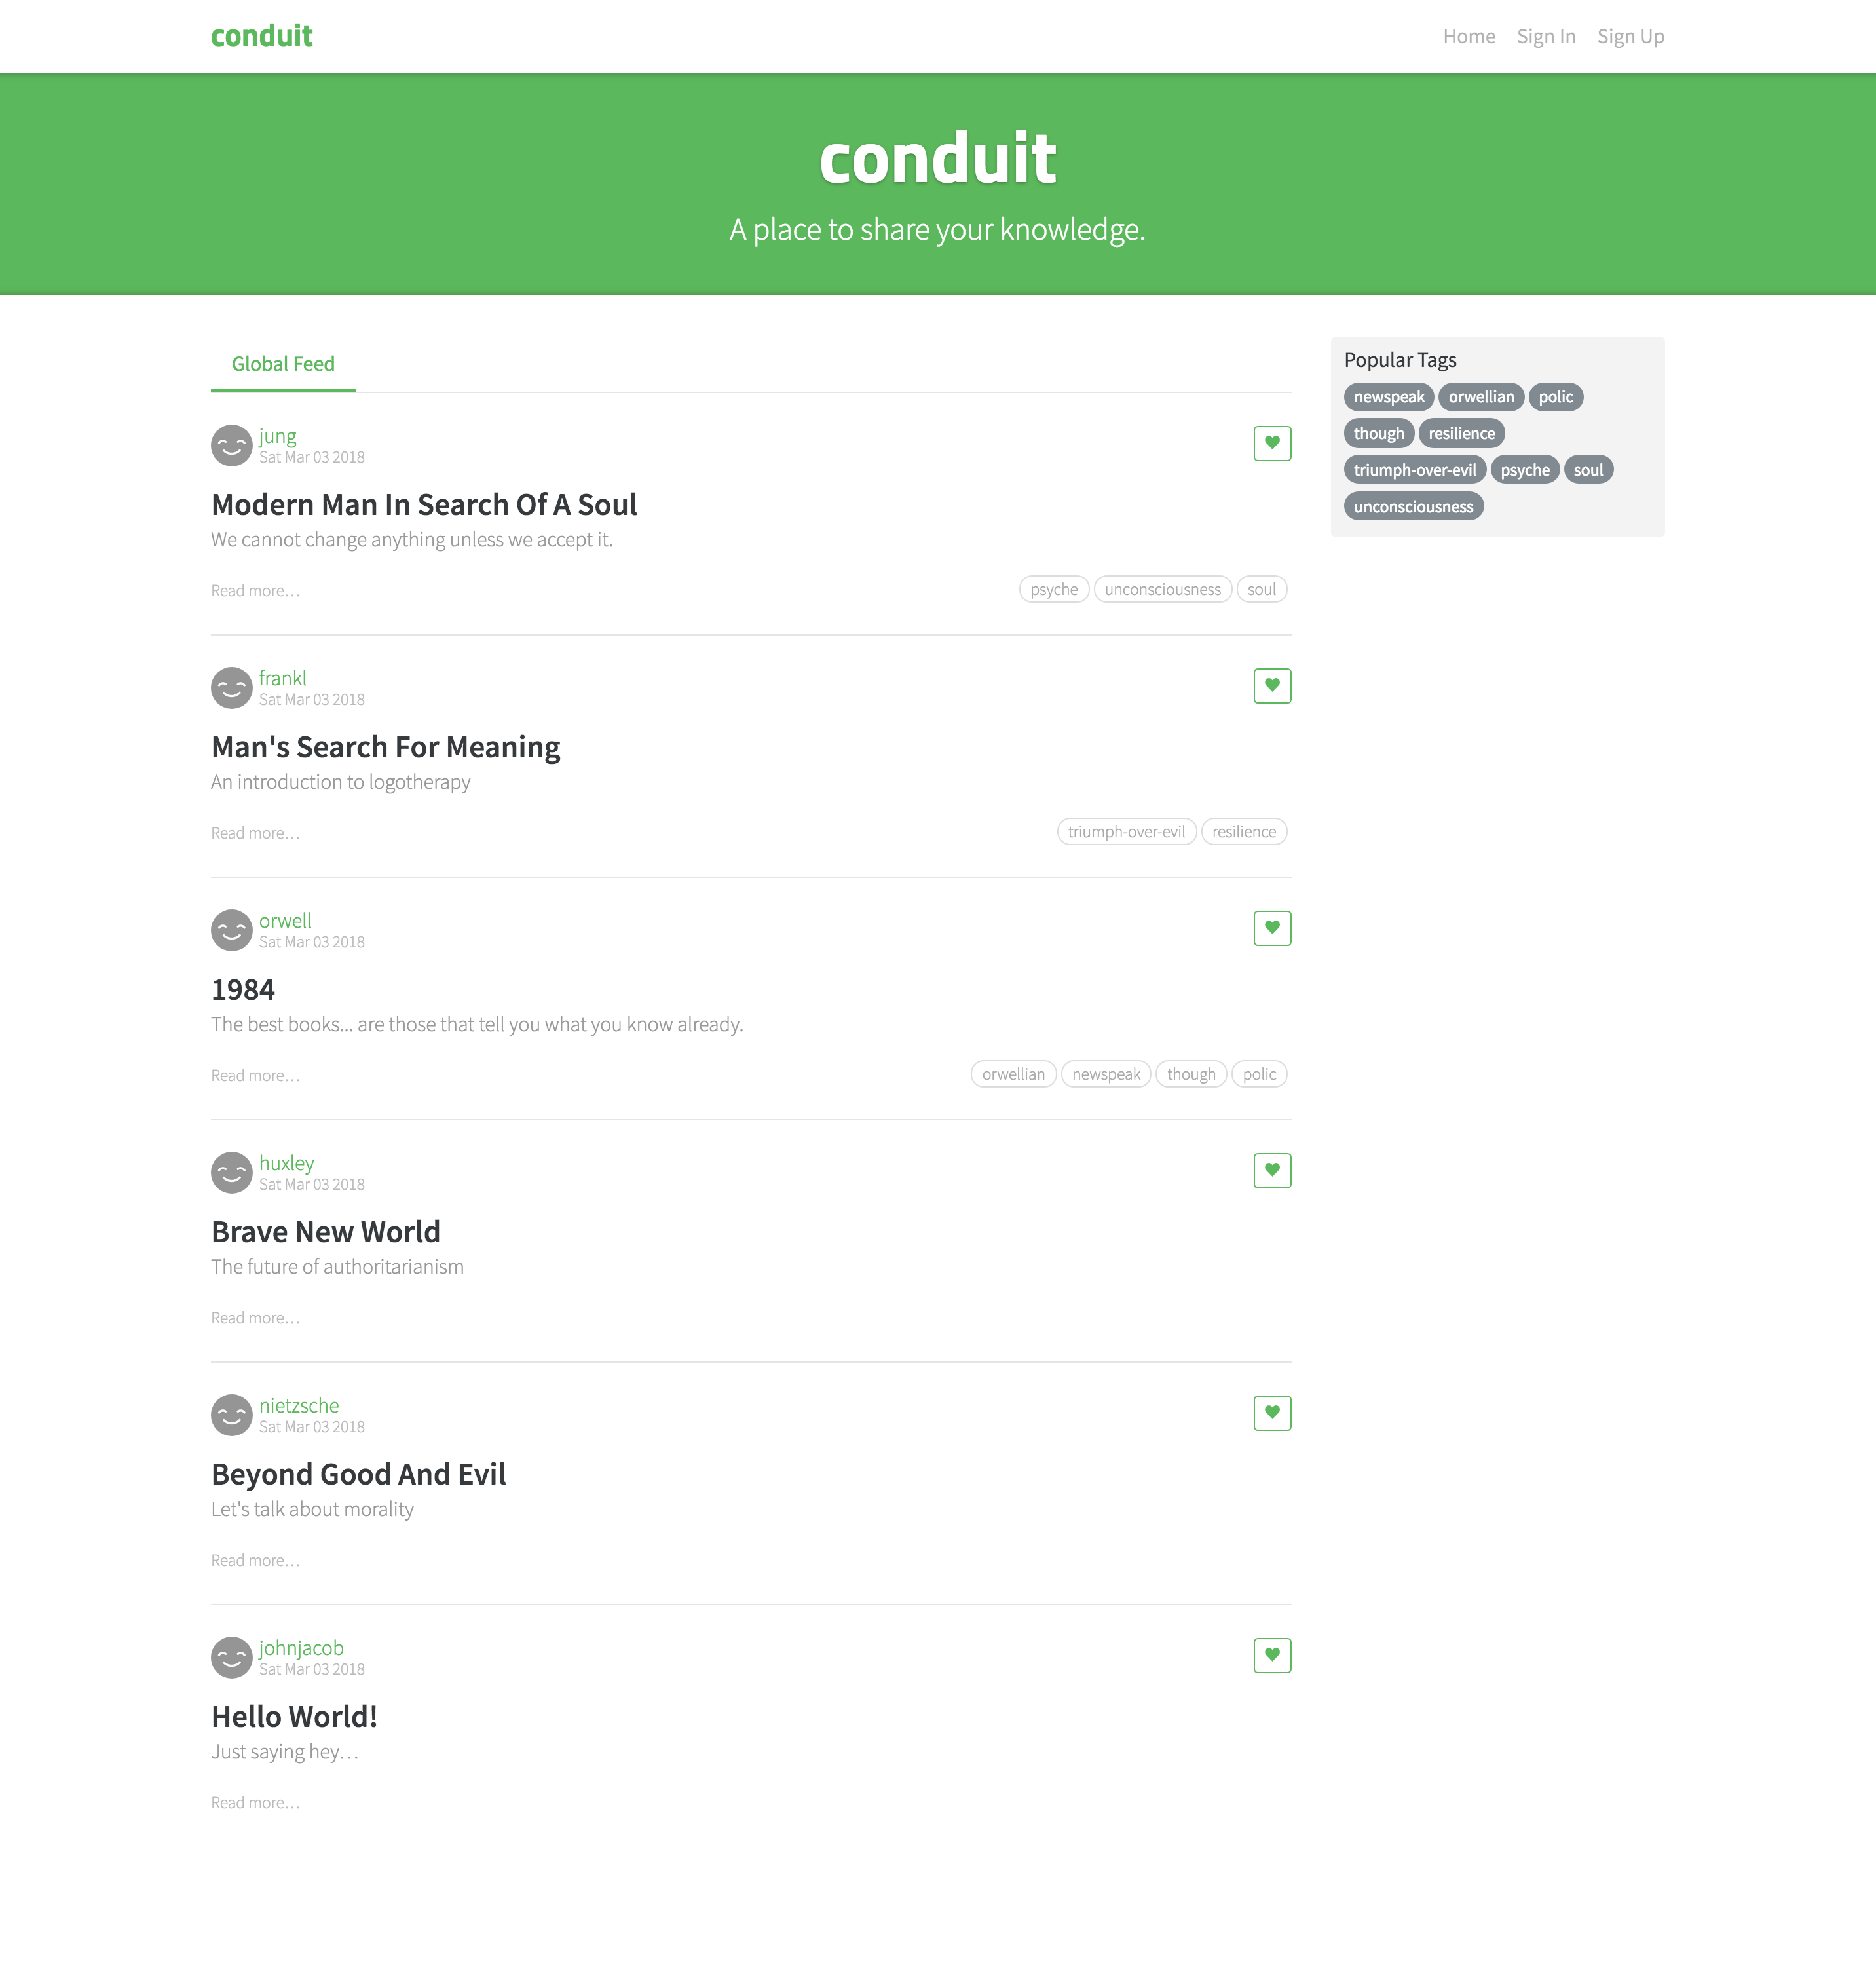 conduit
Home Sign In Sign Up
conduit
A place to share your knowledge.
Global Feed
jung
Sat Mar 03 2018
Modern Man In Search Of A Soul
We cannot change anything unless we accept it.
Read more...
psyche unconsciousness soul
frankl
Sat Mar 03 2018
Man's Search For Meaning
An introduction to logotherapy
Read more...
triumph-over-evil resilience
orwell
Sat Mar 03 2018
1984
The best books... are those that tell you what you know already.
Read more...
orwellian newspeak though polic
huxley
Sat Mar 03 2018
Brave New World
The future of authoritarianism
Read more...
nietzsche
Sat Mar 03 2018
Beyond Good And Evil
Let's talk about morality
Read more...
johnjacob
Sat Mar 03 2018
Hello World!
Just saying hey...
Read more...
Popular Tags
newspeak orwellian polic
though resilience
triumph-over-evil psyche soul
unconsciousness